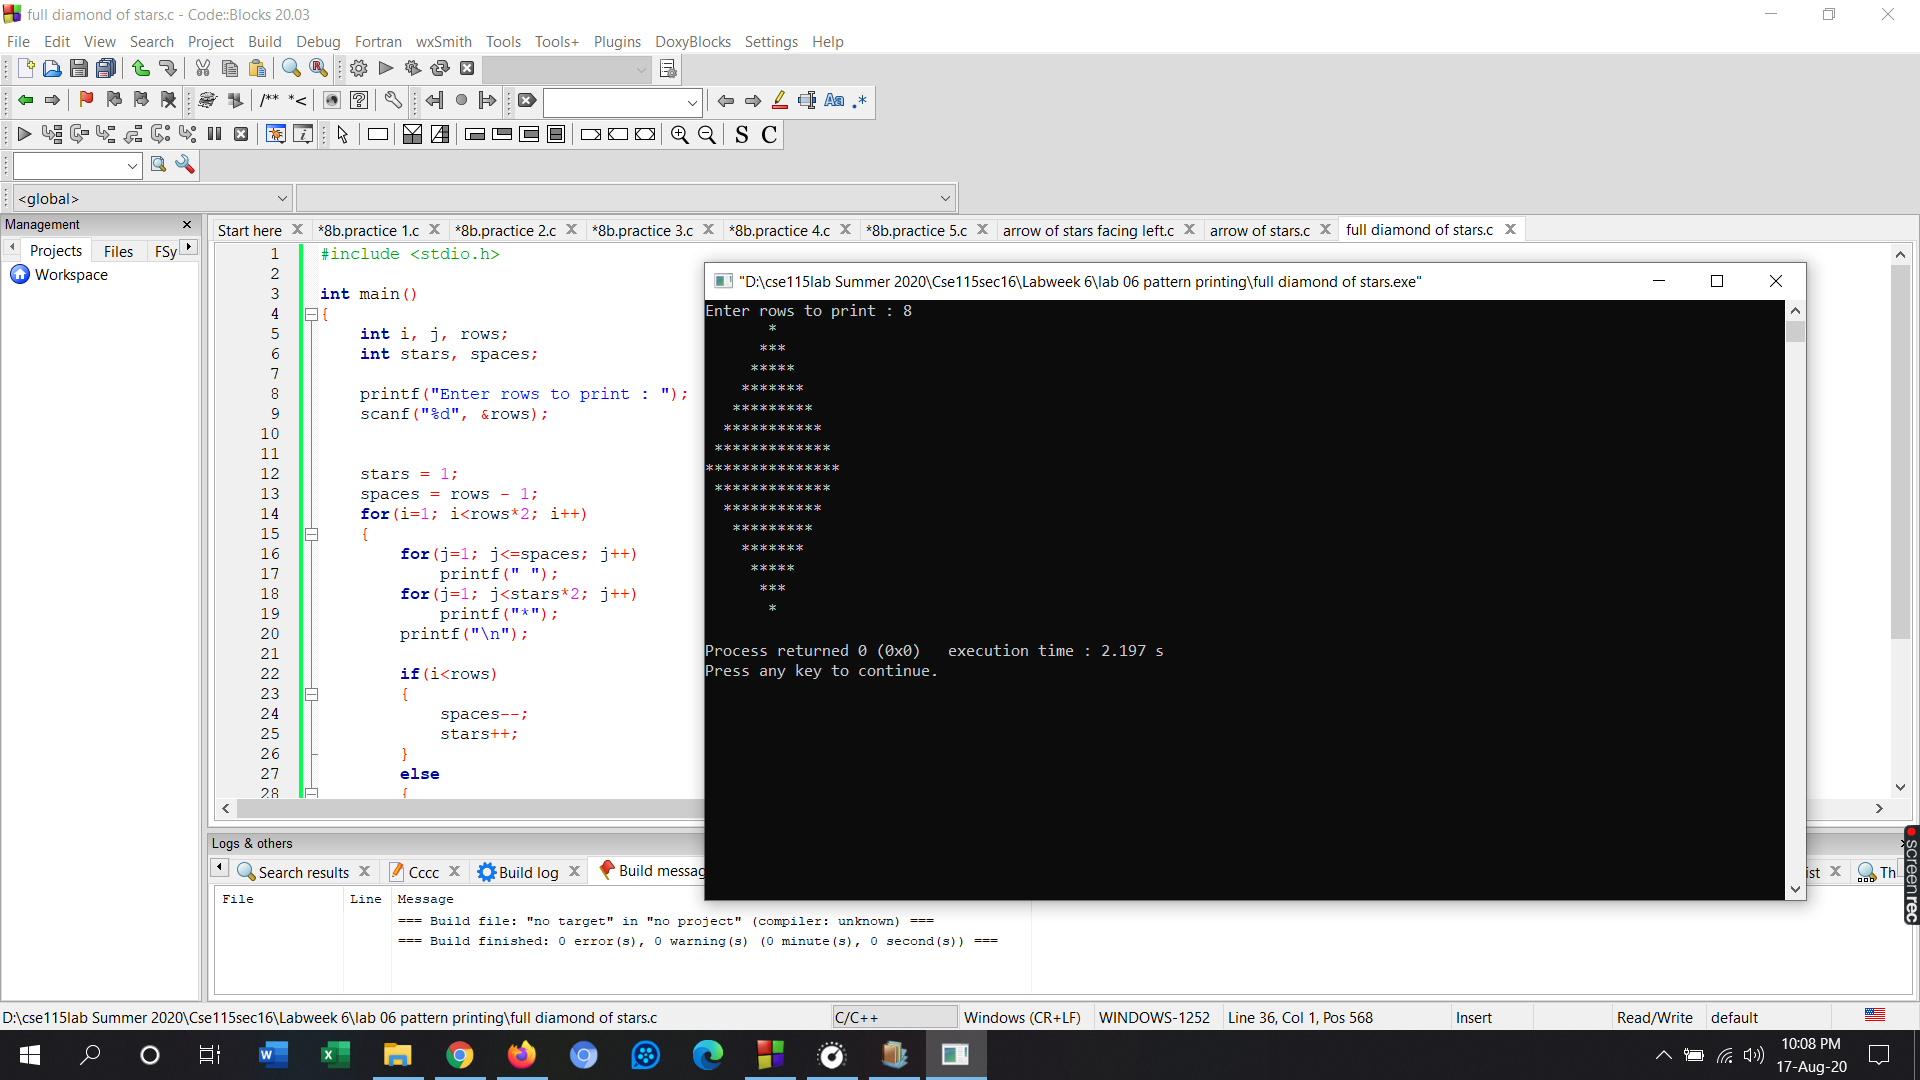 full diamond of stars.c - Code::Blocks 20.03
File Edit View Search Project Build Debug Fortran wxSmith Tools Tools+ Plugins DoxyBlocks Settings Help
/** *<
Aa .*
S C
<global>
Management
Projects Files FSy
Workspace
Start here *8b.practice 1.c *8b.practice 2.c *8b.practice 3.c *8b.practice 4.c *8b.practice 5.c arrow of stars facing left.c arrow of stars.c full diamond of stars.c
1 #include <stdio.h>
2
3 int main()
4 {
5     int i, j, rows;
6     int stars, spaces;
7
8     printf("Enter rows to print : ");
9     scanf("%d", &rows);
10
11
12     stars = 1;
13     spaces = rows - 1;
14     for(i=1; i<rows*2; i++)
15     {
16         for(j=1; j<=spaces; j++)
17             printf(" ");
18         for(j=1; j<stars*2; j++)
19             printf("*");
20         printf("\n");
21
22         if(i<rows)
23         {
24             spaces--;
25             stars++;
26         }
27         else
28         {
"D:\cse115lab Summer 2020\Cse115sec16\Labweek 6\lab 06 pattern printing\full diamond of stars.exe"
Enter rows to print : 8
       *
      ***
     *****
    *******
   *********
  ***********
 *************
***************
 *************
  ***********
   *********
    *******
     *****
      ***
       *
Process returned 0 (0x0)   execution time : 2.197 s
Press any key to continue.
Logs & others
Search results Cccc Build log Build messag ist Th
File Line Message
=== Build file: "no target" in "no project" (compiler: unknown) ===
=== Build finished: 0 error(s), 0 warning(s) (0 minute(s), 0 second(s)) ===
screenrec
D:\cse115lab Summer 2020\Cse115sec16\Labweek 6\lab 06 pattern printing\full diamond of stars.c C/C++ Windows (CR+LF) WINDOWS-1252 Line 36, Col 1, Pos 568 Insert Read/Write default
10:08 PM
17-Aug-20